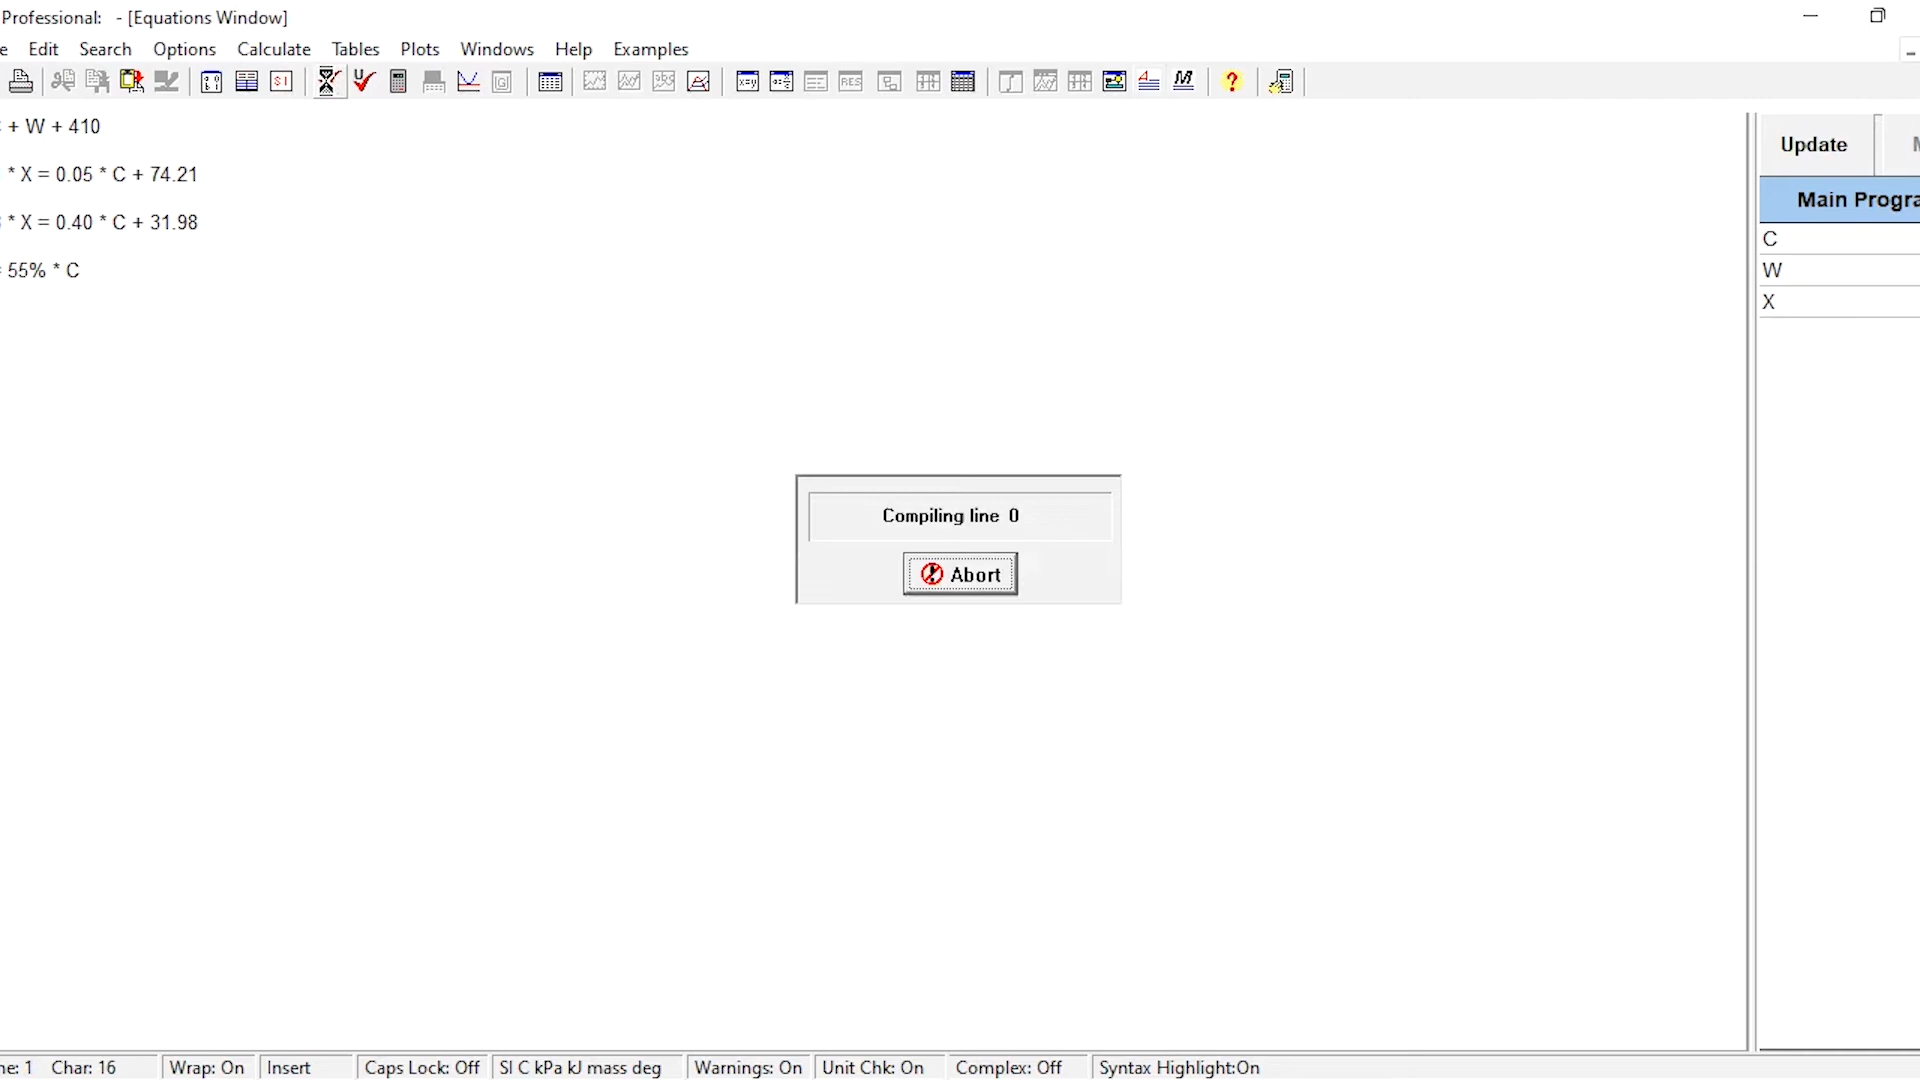 Professional: - [Equations Window]
Edit Search Options Calculate Tables Plots Windows Help Examples
+ W + 410
* X = 0.05 * C + 74.21
* X = 0.40 * C + 31.98
55% * C
Update
Main Progra
C
W
X
Compiling line 0
Abort
ne: 1 Char: 16 Wrap: On Insert Caps Lock: Off SI C kPa kJ mass deg Warnings: On Unit Chk: On Complex: Off Syntax Highlight:On